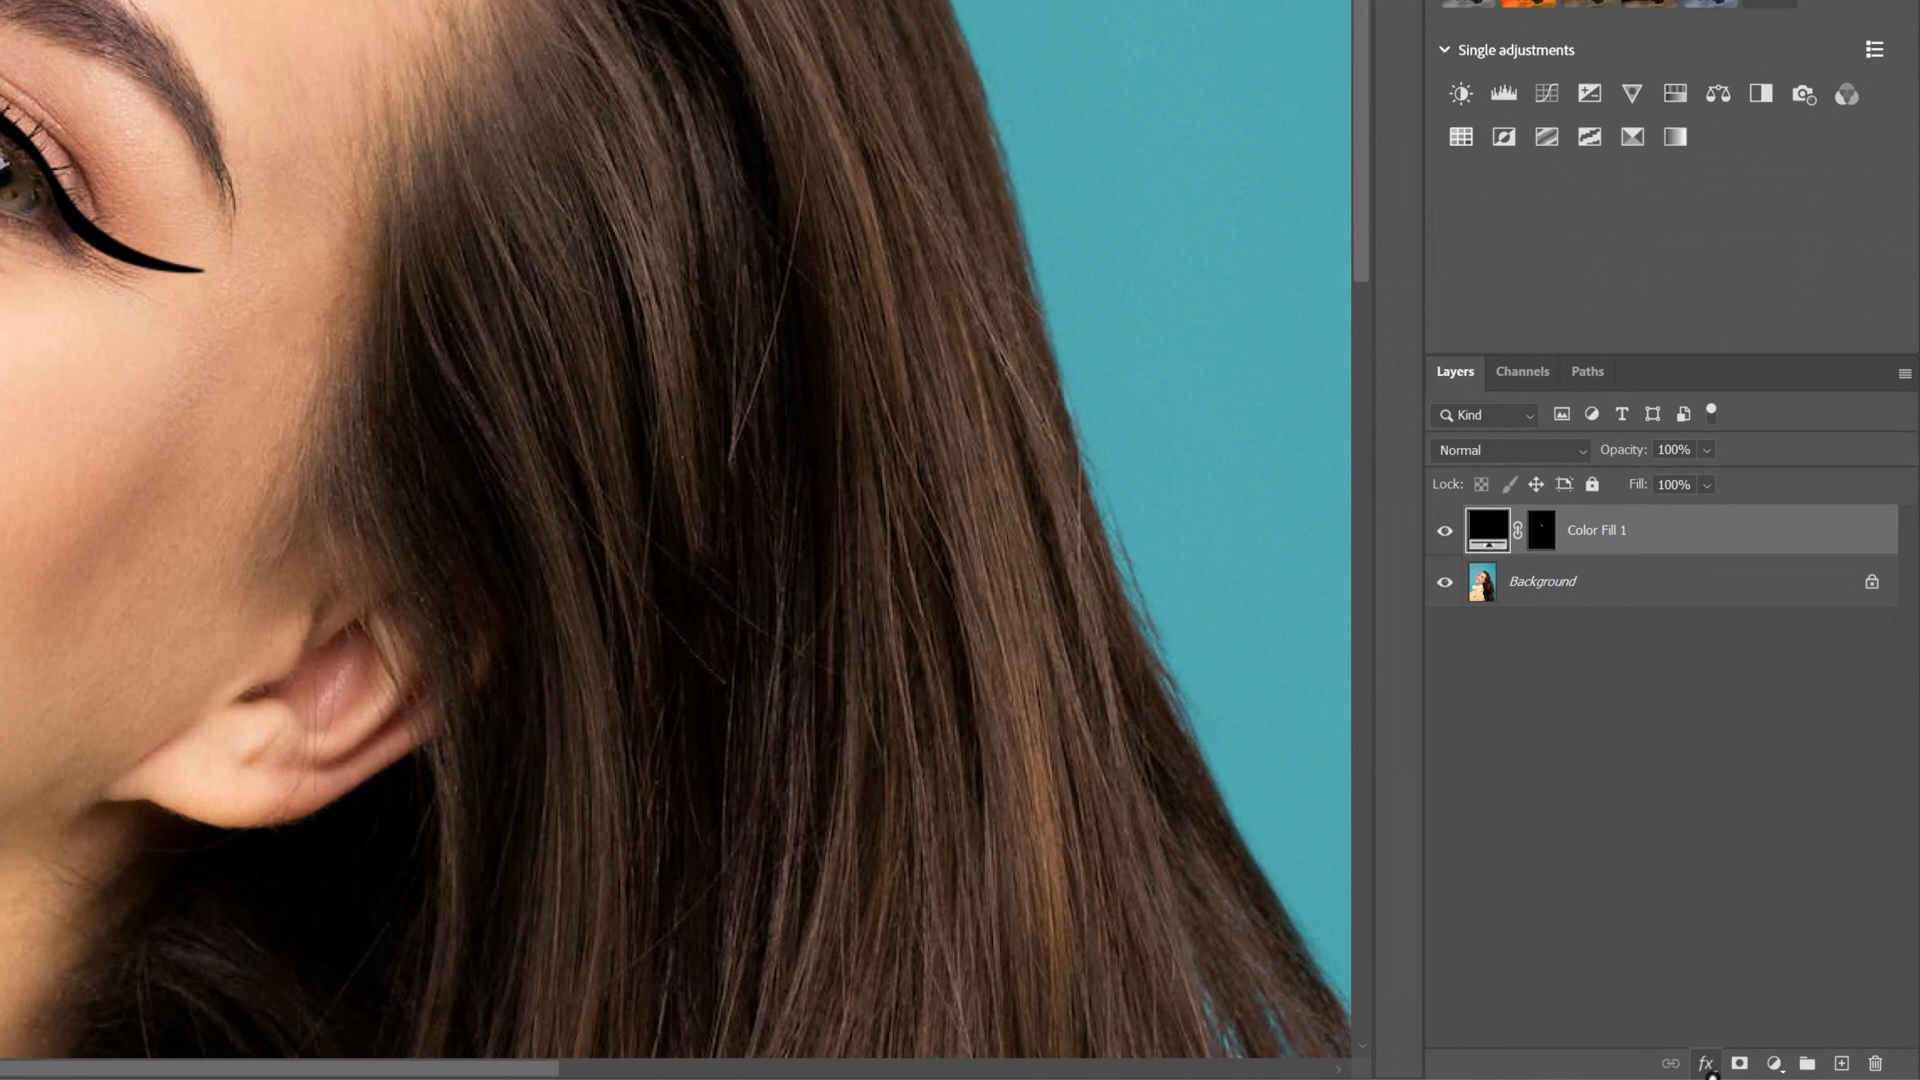 Single adjustments
Layers Channels Paths
Kind
Normal Opacity: 100%
Lock: Fill: 100%
Color Fill 1
Background
fx